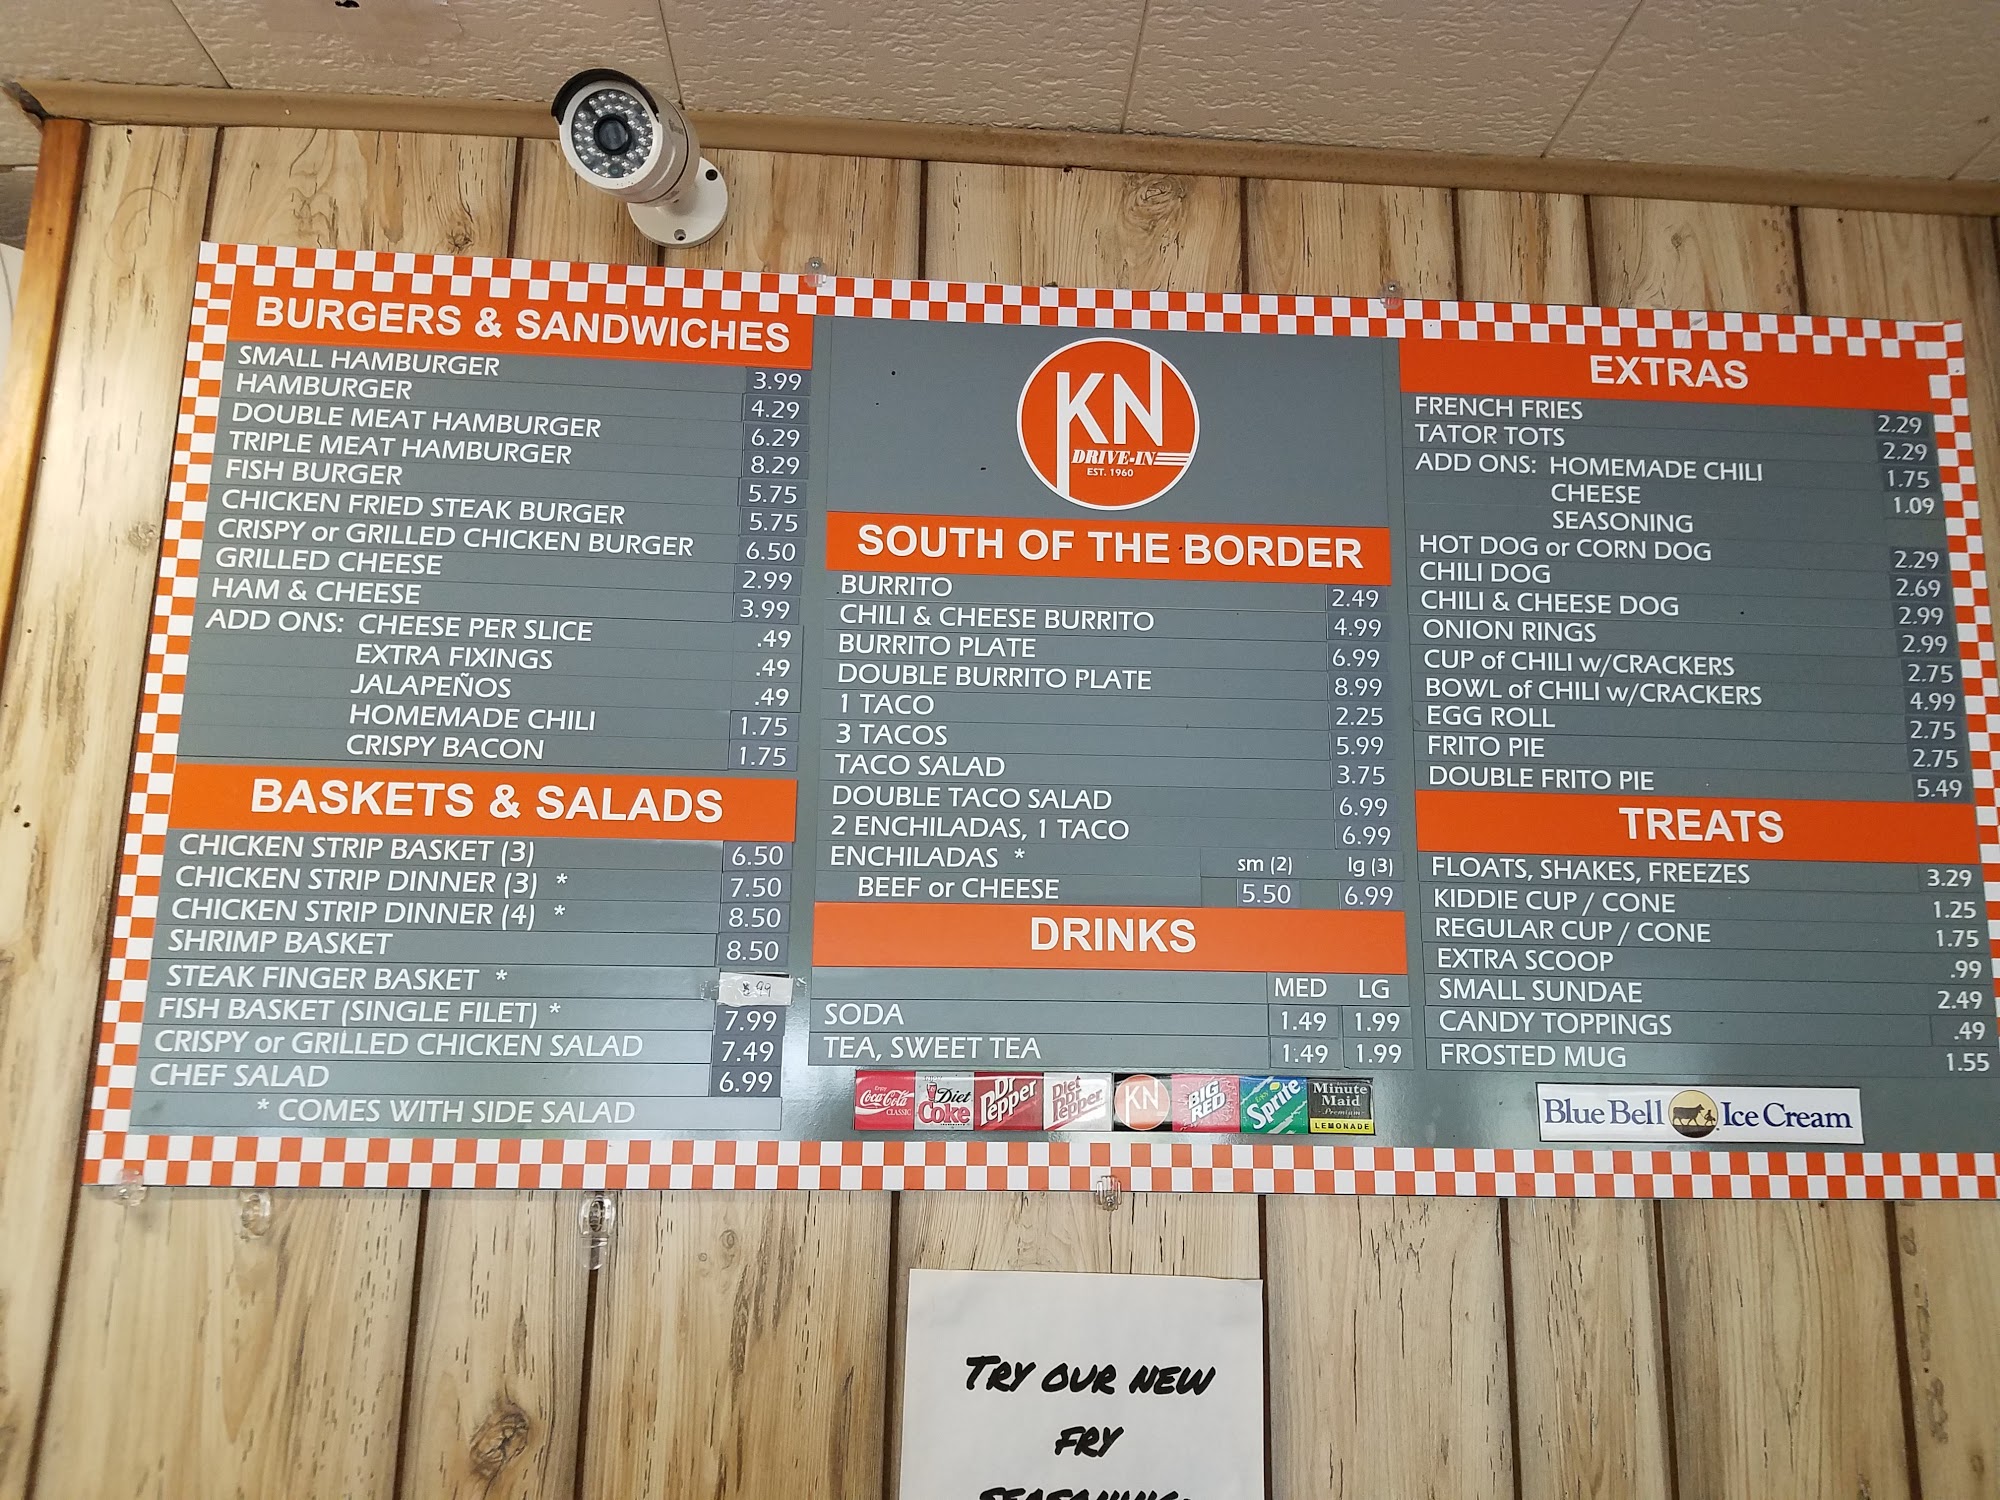 BURGERS & SANDWICHES
SMALL HAMBURGER 3.99
HAMBURGER 4.29
DOUBLE MEAT HAMBURGER 6.29
TRIPLE MEAT HAMBURGER 8.29
FISH BURGER 5.75
CHICKEN FRIED STEAK BURGER 5.75
CRISPY or GRILLED CHICKEN BURGER 6.50
GRILLED CHEESE 2.99
HAM & CHEESE 3.99
ADD ONS: CHEESE PER SLICE .49
EXTRA FIXINGS .49
JALAPEÑOS .49
HOMEMADE CHILI 1.75
CRISPY BACON 1.75
BASKETS & SALADS
CHICKEN STRIP BASKET (3) 6.50
CHICKEN STRIP DINNER (3) * 7.50
CHICKEN STRIP DINNER (4) * 8.50
SHRIMP BASKET 8.50
STEAK FINGER BASKET * 8.99
FISH BASKET (SINGLE FILET) * 7.99
CRISPY or GRILLED CHICKEN SALAD 7.49
CHEF SALAD 6.99
* COMES WITH SIDE SALAD
KN
DRIVE-IN
EST. 1960
SOUTH OF THE BORDER
BURRITO 2.49
CHILI & CHEESE BURRITO 4.99
BURRITO PLATE 6.99
DOUBLE BURRITO PLATE 8.99
1 TACO 2.25
3 TACOS 5.99
TACO SALAD 3.75
DOUBLE TACO SALAD 6.99
2 ENCHILADAS, 1 TACO 6.99
ENCHILADAS * sm (2) lg (3)
BEEF or CHEESE 5.50 6.99
DRINKS
MED LG
SODA 1.49 1.99
TEA, SWEET TEA 1.49 1.99
Enjoy Coca-Cola CLASSIC
Diet Coke
Dr Pepper
Diet Dr Pepper
KN
BIG RED
Sprite
Minute Maid Premium LEMONADE
EXTRAS
FRENCH FRIES 2.29
TATOR TOTS 2.29
ADD ONS: HOMEMADE CHILI 1.75
CHEESE 1.09
SEASONING
HOT DOG or CORN DOG 2.29
CHILI DOG 2.69
CHILI & CHEESE DOG 2.99
ONION RINGS 2.99
CUP of CHILI w/CRACKERS 2.75
BOWL of CHILI w/CRACKERS 4.99
EGG ROLL 2.75
FRITO PIE 2.75
DOUBLE FRITO PIE 5.49
TREATS
FLOATS, SHAKES, FREEZES 3.29
KIDDIE CUP / CONE 1.25
REGULAR CUP / CONE 1.75
EXTRA SCOOP .99
SMALL SUNDAE 2.49
CANDY TOPPINGS .49
FROSTED MUG 1.55
Blue Bell Ice Cream
TRY OUR NEW
FRY